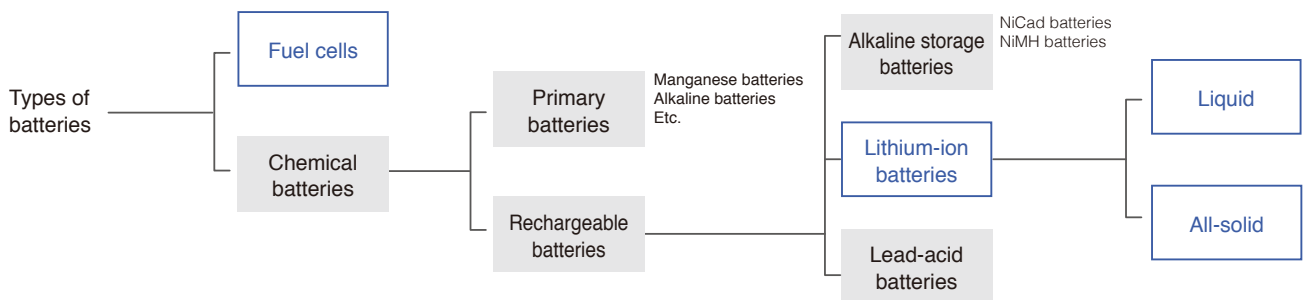 Types of
batteries
Fuel cells
Chemical
batteries
Primary
batteries
Manganese batteries
Alkaline batteries
Etc.
Rechargeable
batteries
Alkaline storage
batteries
NiCad batteries
NiMH batteries
Lithium-ion
batteries
Lead-acid
batteries
Liquid
All-solid